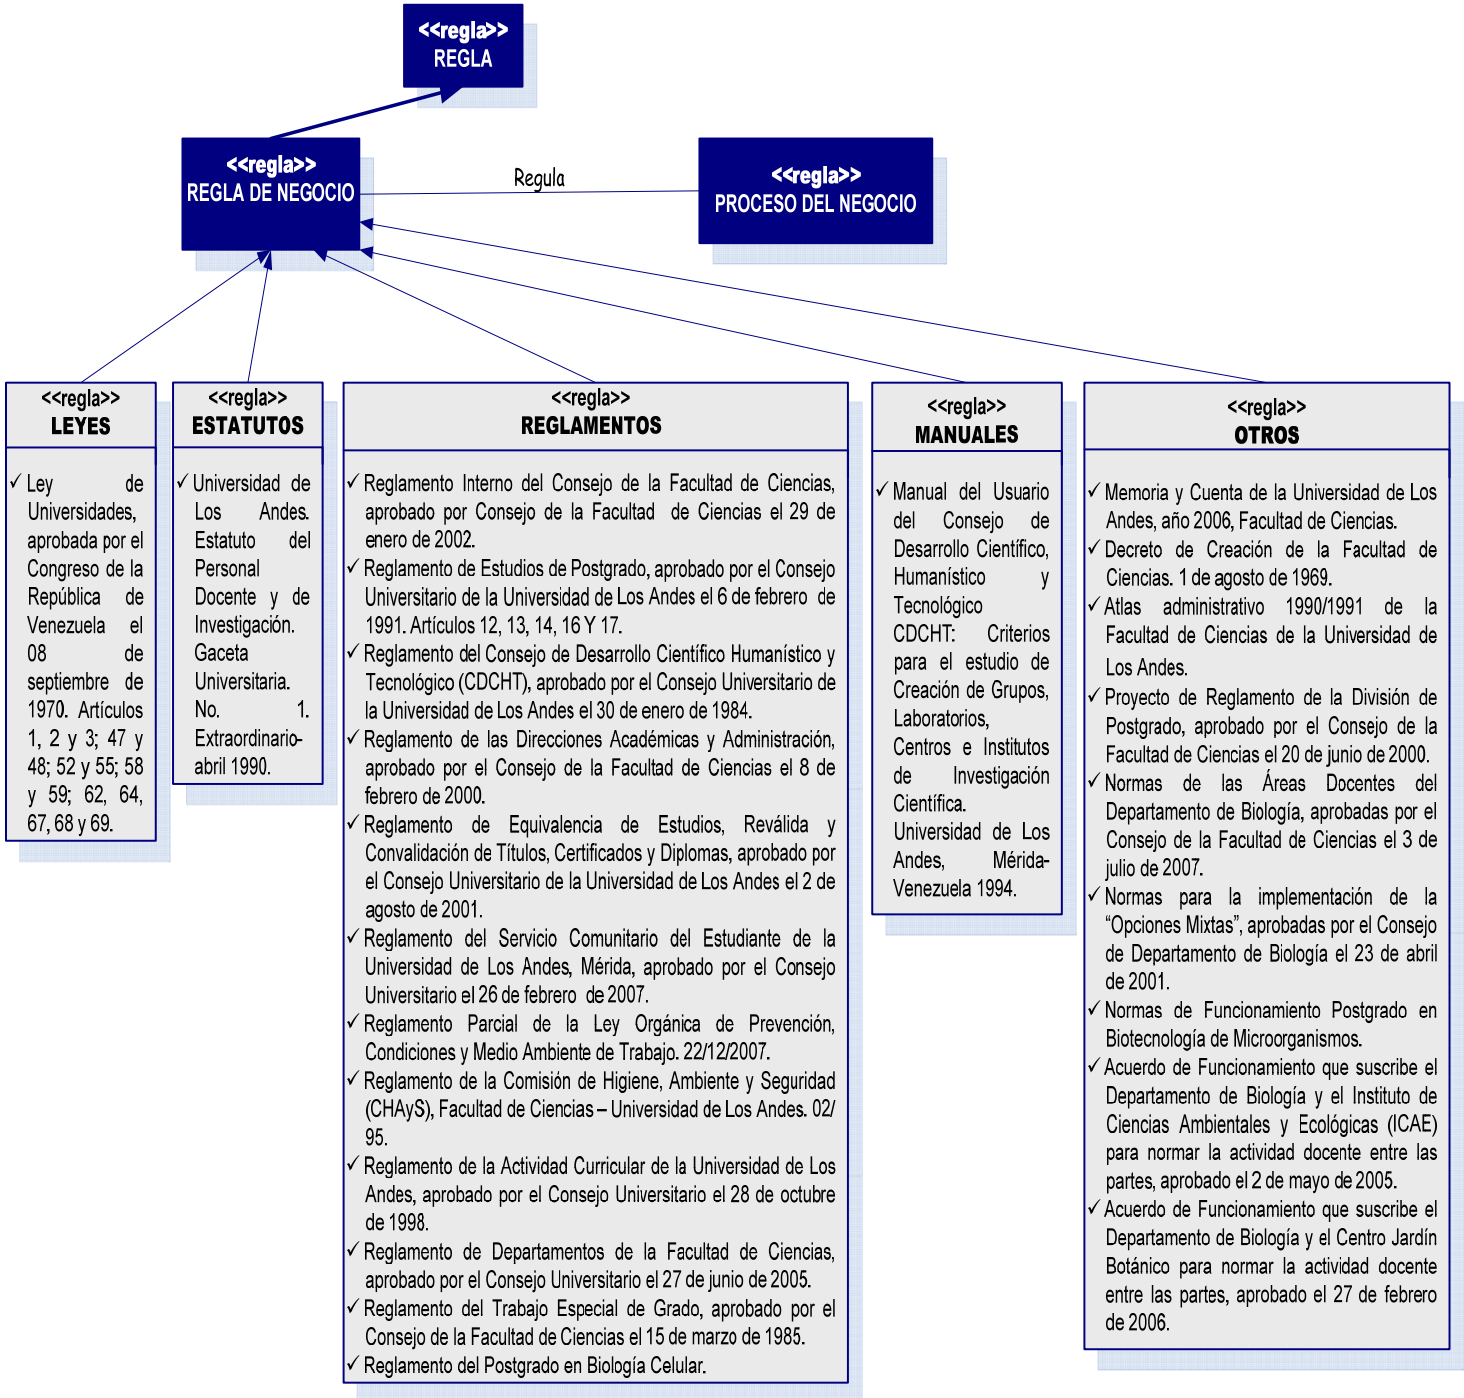 <<regla>>
REGLA
<<regla>>
REGLA DE NEGOCIO
Regula
<<regla>>
PROCESO DEL NEGOCIO
<<regla>>
LEYES
✓ Ley de
Universidades,
aprobada por el
Congreso de la
República de
Venezuela el
08 de
septiembre de
1970. Artículos
1, 2 y 3; 47 y
48; 52 y 55; 58
y 59; 62, 64,
67, 68 y 69.
<<regla>>
ESTATUTOS
✓ Universidad de
Los Andes.
Estatuto del
Personal
Docente y de
Investigación.
Gaceta
Universitaria.
No. 1.
Extraordinario-
abril 1990.
<<regla>>
REGLAMENTOS
✓ Reglamento Interno del Consejo de la Facultad de Ciencias,
aprobado por Consejo de la Facultad de Ciencias el 29 de
enero de 2002.
✓ Reglamento de Estudios de Postgrado, aprobado por el Consejo
Universitario de la Universidad de Los Andes el 6 de febrero de
1991. Artículos 12, 13, 14, 16 Y 17.
✓ Reglamento del Consejo de Desarrollo Científico Humanístico y
Tecnológico (CDCHT), aprobado por el Consejo Universitario de
la Universidad de Los Andes el 30 de enero de 1984.
✓ Reglamento de las Direcciones Académicas y Administración,
aprobado por el Consejo de la Facultad de Ciencias el 8 de
febrero de 2000.
✓ Reglamento de Equivalencia de Estudios, Reválida y
Convalidación de Títulos, Certificados y Diplomas, aprobado por
el Consejo Universitario de la Universidad de Los Andes el 2 de
agosto de 2001.
✓ Reglamento del Servicio Comunitario del Estudiante de la
Universidad de Los Andes, Mérida, aprobado por el Consejo
Universitario el 26 de febrero de 2007.
✓ Reglamento Parcial de la Ley Orgánica de Prevención,
Condiciones y Medio Ambiente de Trabajo. 22/12/2007.
✓ Reglamento de la Comisión de Higiene, Ambiente y Seguridad
(CHAyS), Facultad de Ciencias – Universidad de Los Andes. 02/
95.
✓ Reglamento de la Actividad Curricular de la Universidad de Los
Andes, aprobado por el Consejo Universitario el 28 de octubre
de 1998.
✓ Reglamento de Departamentos de la Facultad de Ciencias,
aprobado por el Consejo Universitario el 27 de junio de 2005.
✓ Reglamento del Trabajo Especial de Grado, aprobado por el
Consejo de la Facultad de Ciencias el 15 de marzo de 1985.
✓ Reglamento del Postgrado en Biología Celular.
<<regla>>
MANUALES
✓ Manual del Usuario
del Consejo de
Desarrollo Científico,
Humanístico y
Tecnológico
CDCHT: Criterios
para el estudio de
Creación de Grupos,
Laboratorios,
Centros e Institutos
de Investigación
Científica.
Universidad de Los
Andes, Mérida-
Venezuela 1994.
<<regla>>
OTROS
✓ Memoria y Cuenta de la Universidad de Los
Andes, año 2006, Facultad de Ciencias.
✓ Decreto de Creación de la Facultad de
Ciencias. 1 de agosto de 1969.
✓ Atlas administrativo 1990/1991 de la
Facultad de Ciencias de la Universidad de
Los Andes.
✓ Proyecto de Reglamento de la División de
Postgrado, aprobado por el Consejo de la
Facultad de Ciencias el 20 de junio de 2000.
✓ Normas de las Áreas Docentes del
Departamento de Biología, aprobadas por el
Consejo de la Facultad de Ciencias el 3 de
julio de 2007.
✓ Normas para la implementación de la
“Opciones Mixtas”, aprobadas por el Consejo
de Departamento de Biología el 23 de abril
de 2001.
✓ Normas de Funcionamiento Postgrado en
Biotecnología de Microorganismos.
✓ Acuerdo de Funcionamiento que suscribe el
Departamento de Biología y el Instituto de
Ciencias Ambientales y Ecológicas (ICAE)
para normar la actividad docente entre las
partes, aprobado el 2 de mayo de 2005.
✓ Acuerdo de Funcionamiento que suscribe el
Departamento de Biología y el Centro Jardín
Botánico para normar la actividad docente
entre las partes, aprobado el 27 de febrero
de 2006.